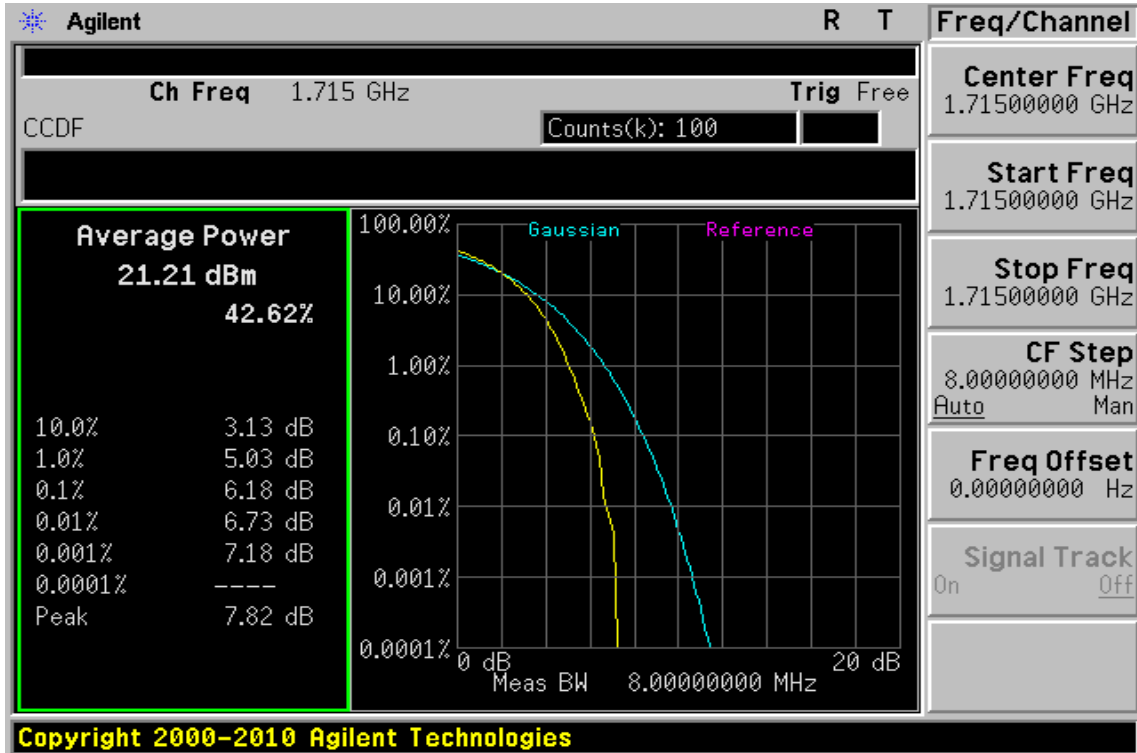 Agilent R T
Ch Freq 1.715 GHz Trig Free
CCDF Counts(k): 100
Average Power
21.21 dBm
42.62%
10.0% 3.13 dB
1.0% 5.03 dB
0.1% 6.18 dB
0.01% 6.73 dB
0.001% 7.18 dB
0.0001% ----
Peak 7.82 dB
Gaussian Reference
100.00%
10.00%
1.00%
0.10%
0.01%
0.001%
0.0001%
0 dB 20 dB
Meas BW 8.00000000 MHz
Freq/Channel
Center Freq
1.71500000 GHz
Start Freq
1.71500000 GHz
Stop Freq
1.71500000 GHz
CF Step
8.00000000 MHz
Auto Man
Freq Offset
0.00000000 Hz
Signal Track
On Off
Copyright 2000-2010 Agilent Technologies